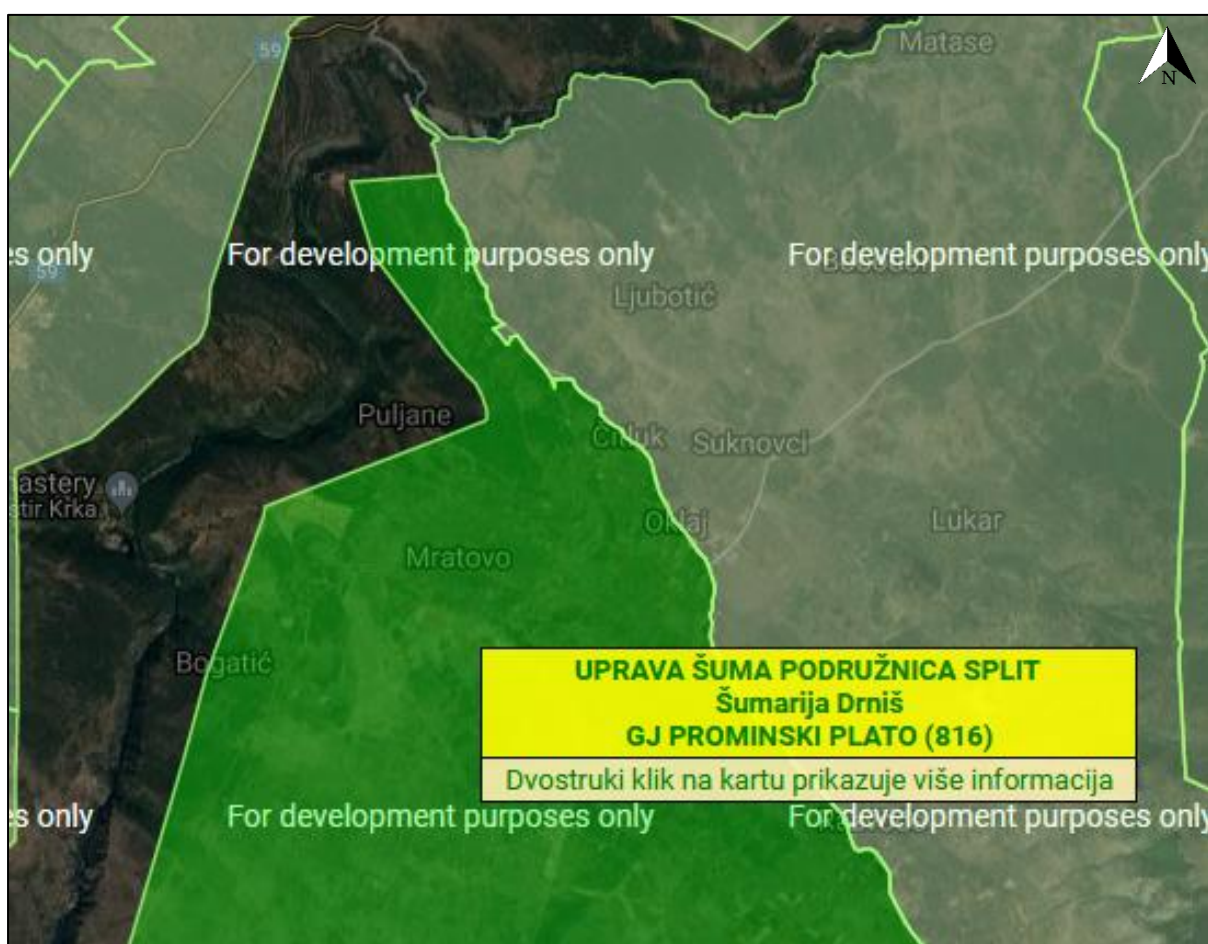 Matase
N
59
es only
For development purposes only
For development purposes only
59
Ljubotić
Puljane
Čitluk
Suknovci
astery
stir Krka
Oklaj
Lukar
Mratovo
Bogatić
UPRAVA ŠUMA PODRUŽNICA SPLIT
Šumarija Drniš
GJ PROMINSKI PLATO (816)
Dvostruki klik na kartu prikazuje više informacija
s only
For development purposes only
For development purposes only